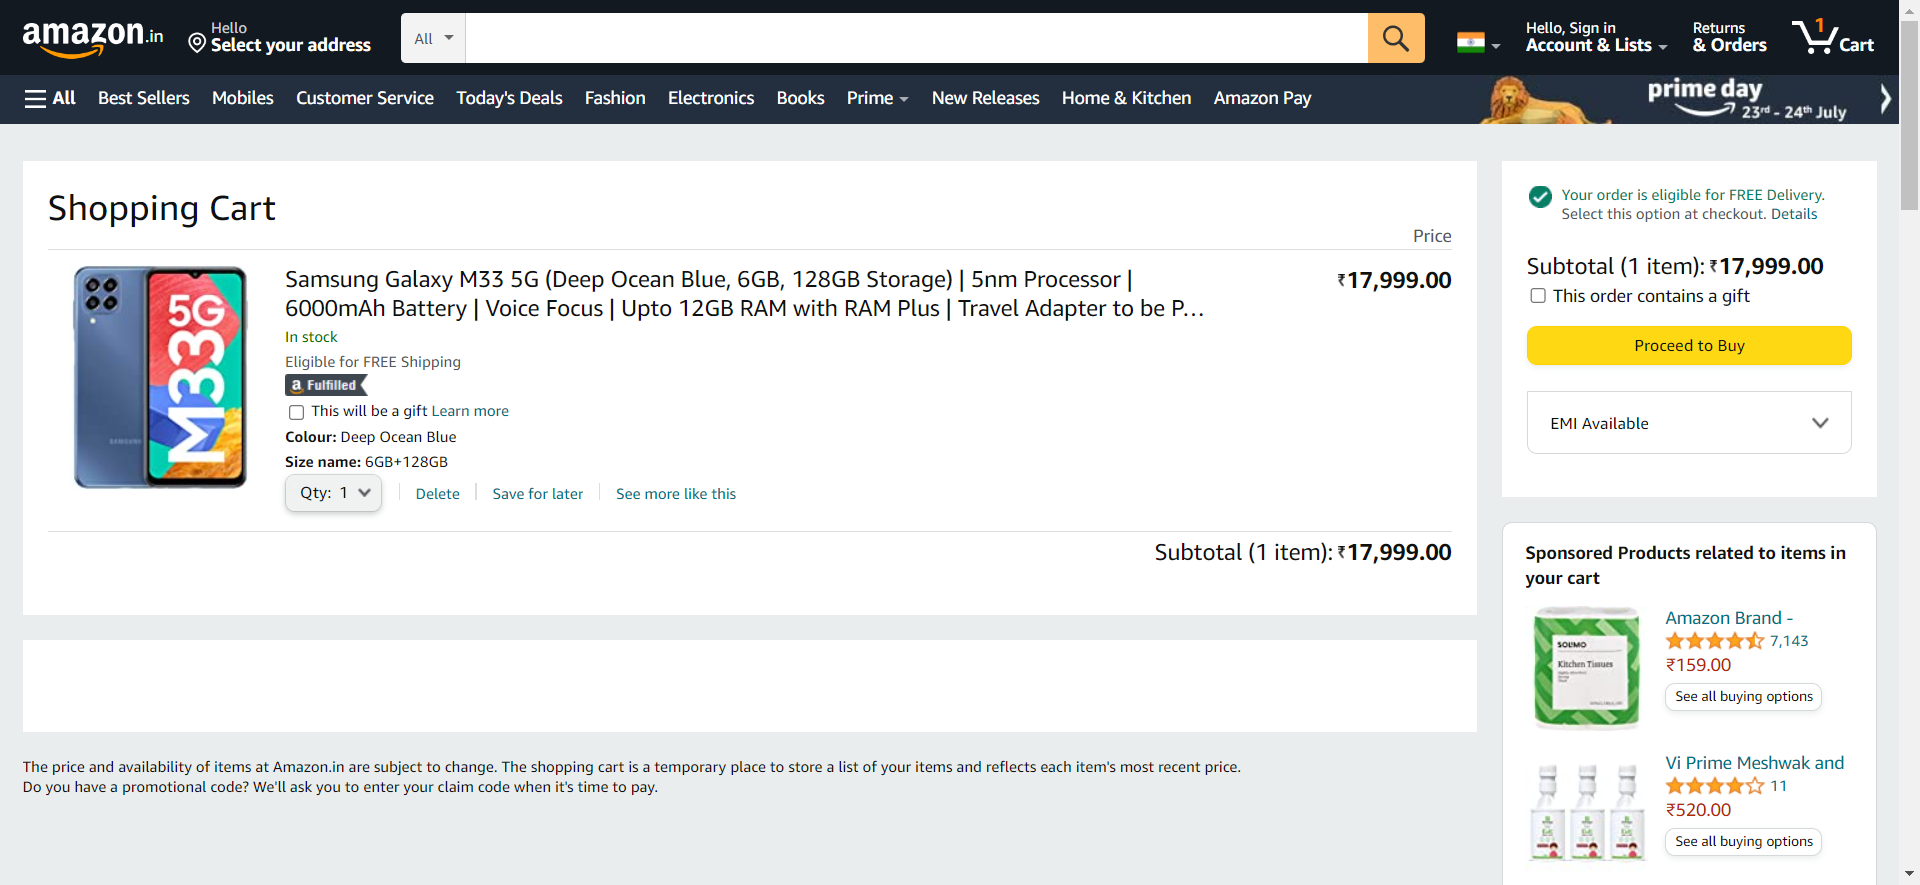 amazon.in
Hello
Select your address
All
Hello, Sign in
Account & Lists
Returns
& Orders
1
Cart
All
Best Sellers
Mobiles
Customer Service
Today's Deals
Fashion
Electronics
Books
Prime
New Releases
Home & Kitchen
Amazon Pay
prime day
23rd - 24th July
Shopping Cart
Price
5G
M33
SAMSUNG
Samsung Galaxy M33 5G (Deep Ocean Blue, 6GB, 128GB Storage) | 5nm Processor |
6000mAh Battery | Voice Focus | Upto 12GB RAM with RAM Plus | Travel Adapter to be P…
₹17,999.00
In stock
Eligible for FREE Shipping
a Fulfilled
This will be a gift Learn more
Colour: Deep Ocean Blue
Size name: 6GB+128GB
Qty: 1
Delete
Save for later
See more like this
Subtotal (1 item): ₹17,999.00
The price and availability of items at Amazon.in are subject to change. The shopping cart is a temporary place to store a list of your items and reflects each item's most recent price.
Do you have a promotional code? We'll ask you to enter your claim code when it's time to pay.
Your order is eligible for FREE Delivery.
Select this option at checkout. Details
Subtotal (1 item): ₹17,999.00
This order contains a gift
Proceed to Buy
EMI Available
Sponsored Products related to items in
your cart
SOLIMO
Kitchen Tissues
Amazon Brand -
7,143
₹159.00
See all buying options
Vi Prime Meshwak and
11
₹520.00
See all buying options